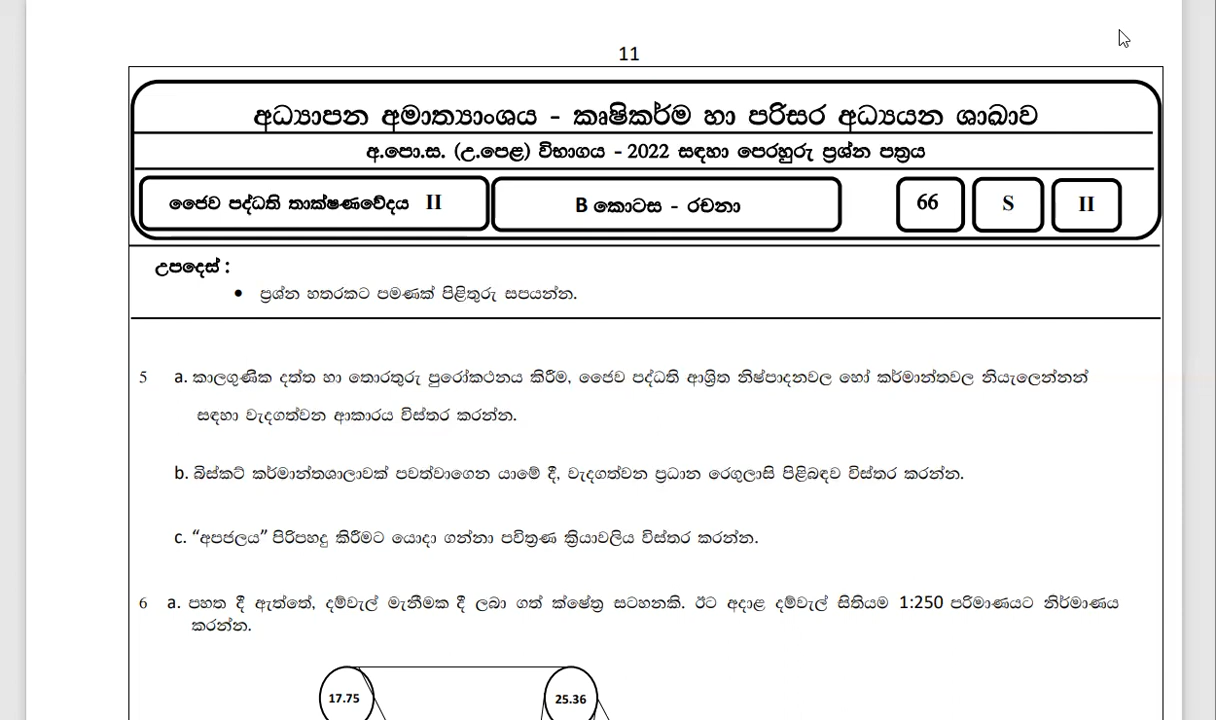 11
අධ්‍යාපන අමාත්‍යාංශය - කෘෂිකර්ම හා පරිසර අධ්‍යයන ශාඛාව
අ.පො.ස. (උ.පෙළ) විභාගය - 2022 සඳහා පෙරහුරු ප්‍රශ්න පත්‍රය
ජෛව පද්ධති තාක්ෂණවේදය II
B කොටස - රචනා
66 S II
උපදෙස් :
• ප්‍රශ්න හතරකට පමණක් පිළිතුරු සපයන්න.
5 a. කාලගුණික දත්ත හා තොරතුරු පුරෝකථනය කිරීම, ජෛව පද්ධති ආශ්‍රිත නිෂ්පාදනවල හෝ කර්මාන්තවල නියැලෙන්නන්
සඳහා වැදගත්වන ආකාරය විස්තර කරන්න.
b. බිස්කට් කර්මාන්තශාලාවක් පවත්වාගෙන යාමේ දී, වැදගත්වන ප්‍රධාන රෙගුලාසි පිළිබඳව විස්තර කරන්න.
c. “අපජලය” පිරිපහදු කිරීමට යොදා ගන්නා පවිත්‍රණ ක්‍රියාවලිය විස්තර කරන්න.
6 a. පහත දී ඇත්තේ, දම්වැල් මැනීමක දී ලබා ගත් ක්ෂේත්‍ර සටහනකි. ඊට අදාළ දම්වැල් සිතියම 1:250 පරිමාණයට නිර්මාණය
කරන්න.
17.75 25.36